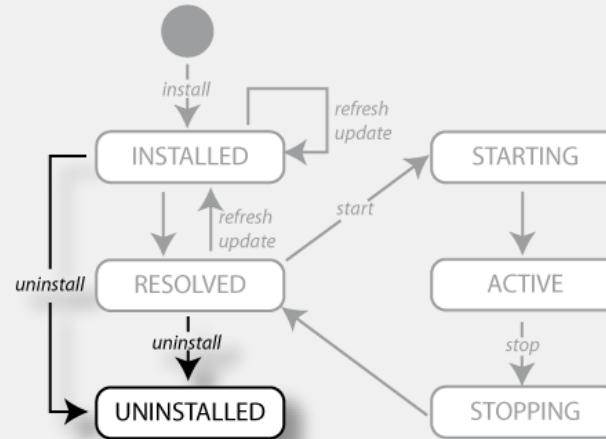 install
refresh
update
INSTALLED
STARTING
start
refresh
update
uninstall
RESOLVED
ACTIVE
uninstall
stop
UNINSTALLED
STOPPING